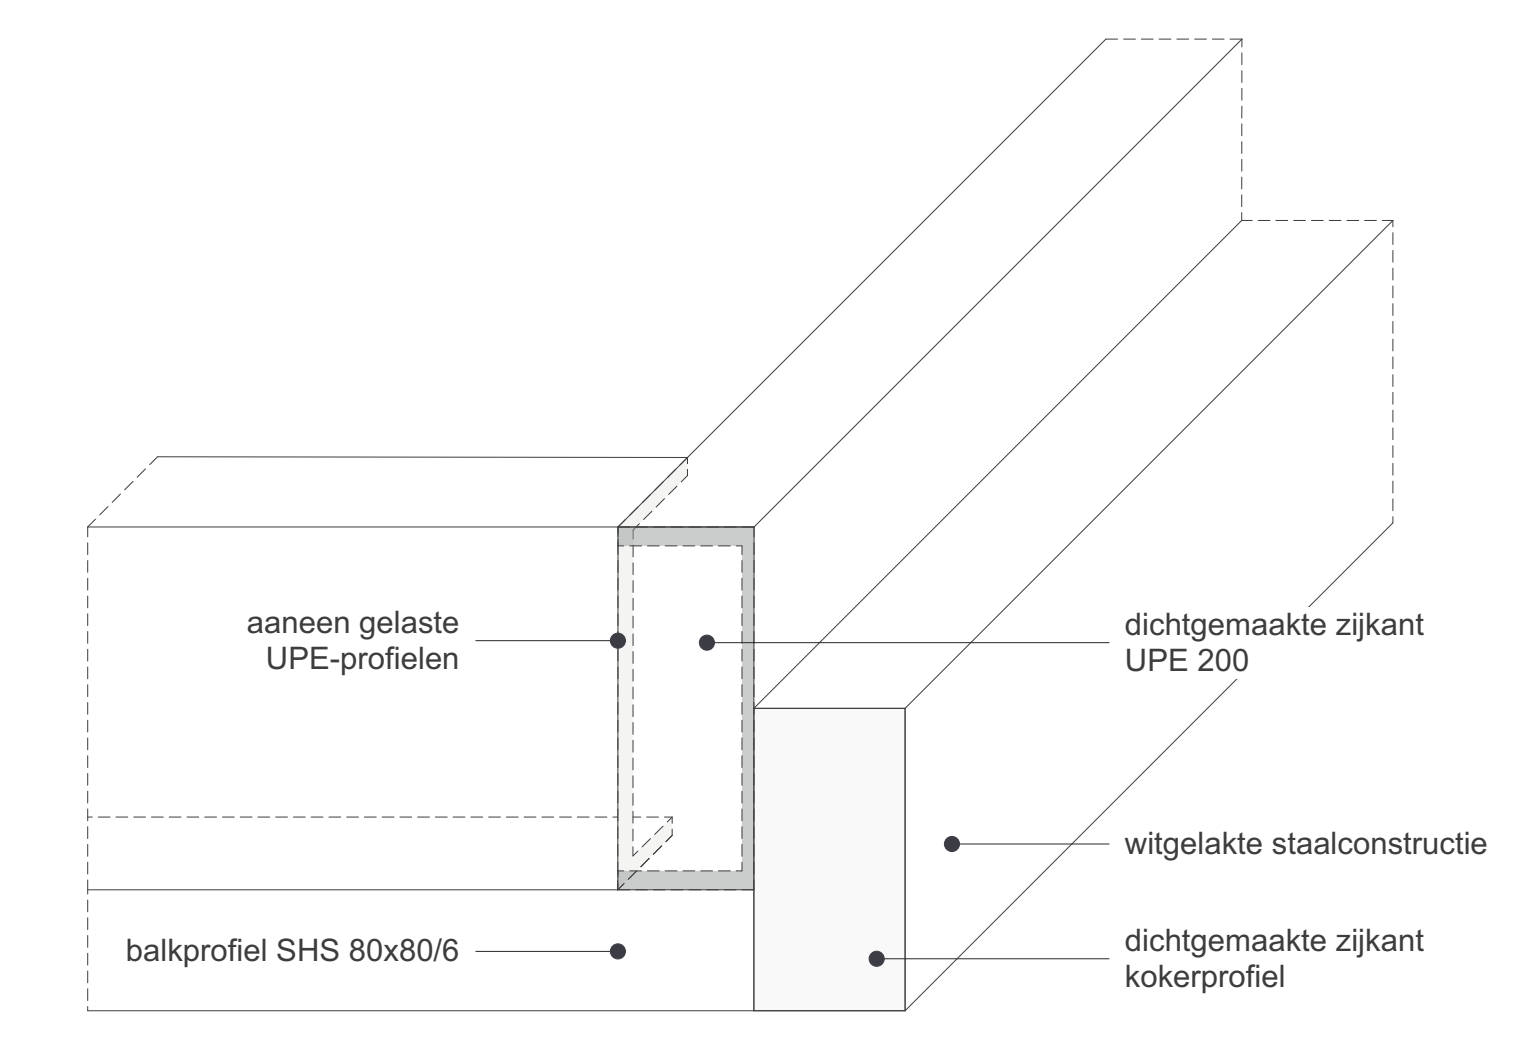 aaneen gelaste
UPE-profielen
dichtgemaakte zijkant
UPE 200
witgelakte staalconstructie
balkprofiel SHS 80x80/6
dichtgemaakte zijkant
kokerprofiel